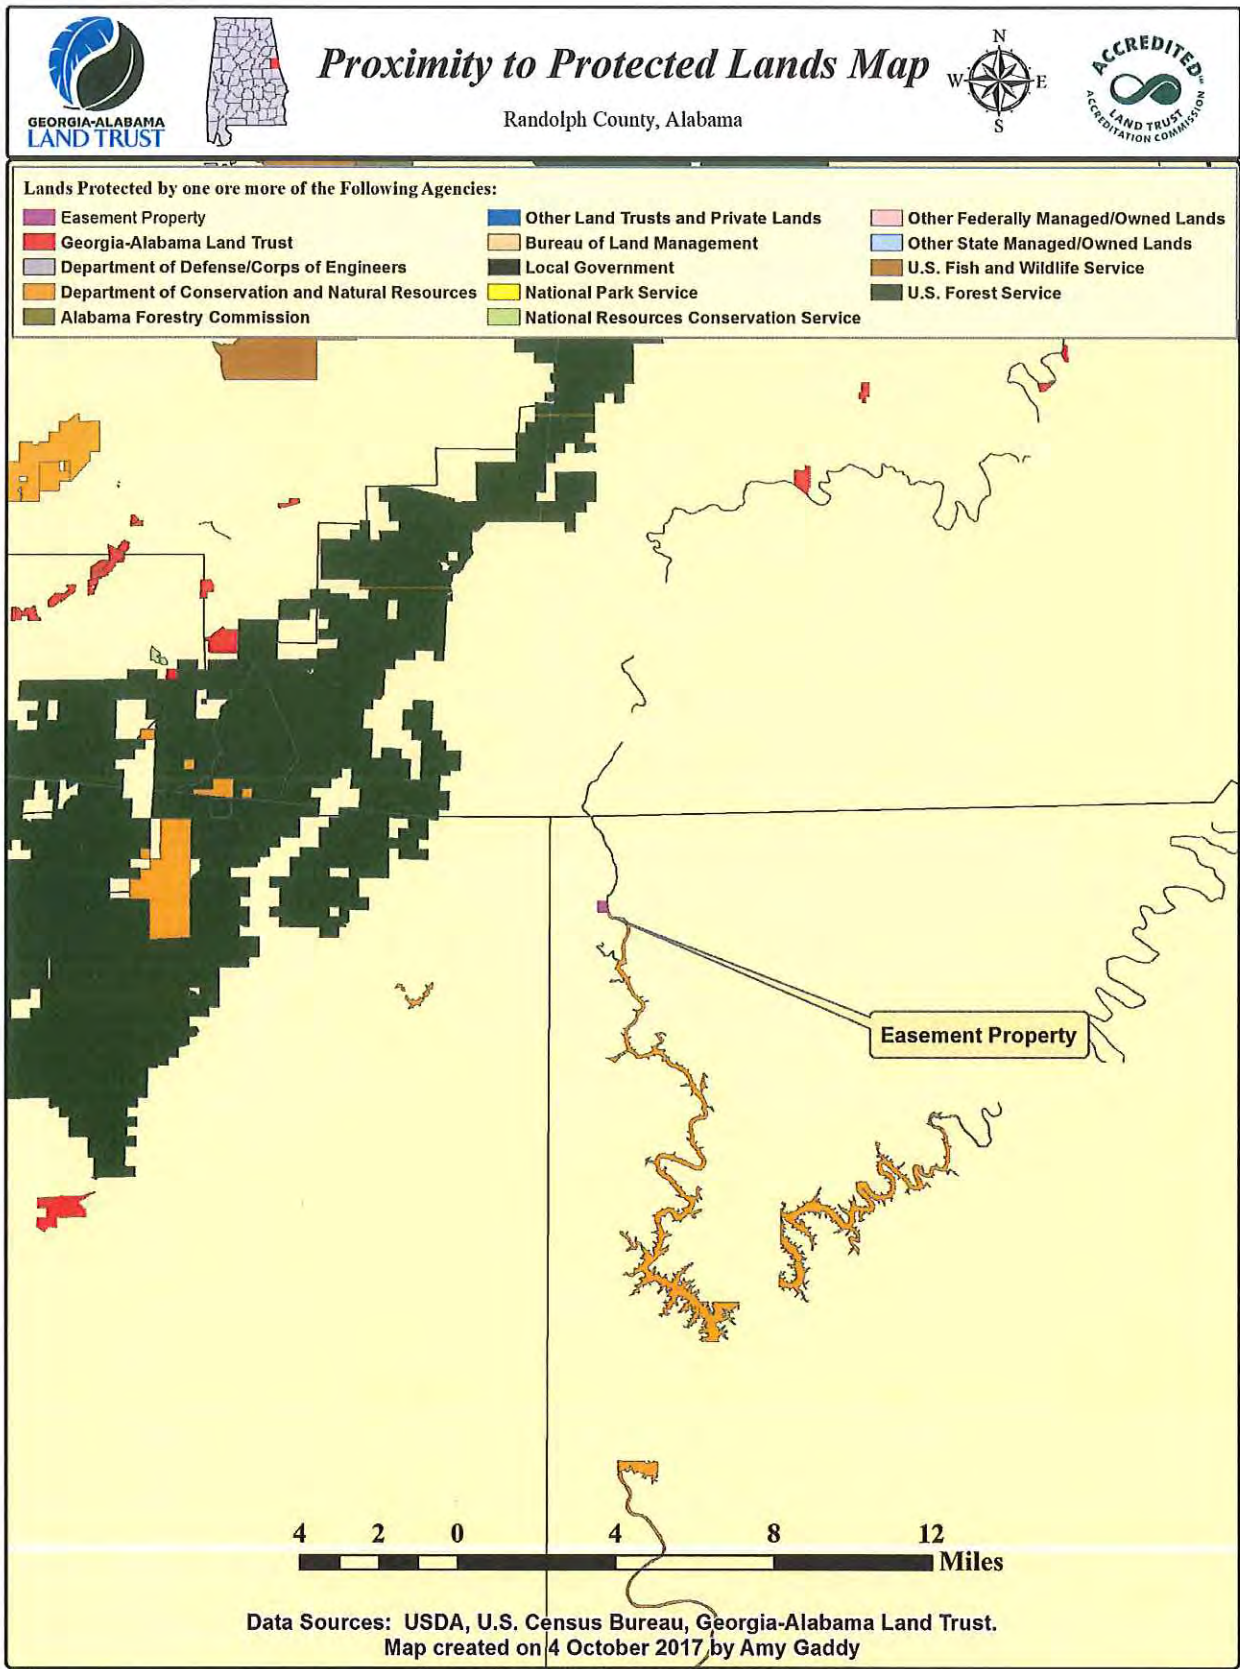 GEORGIA-ALABAMA
LAND TRUST
Proximity to Protected Lands Map
Randolph County, Alabama
N
W
E
S
ACCREDITED
LAND TRUST
ACCREDITATION COMMISSION
Lands Protected by one ore more of the Following Agencies:
Easement Property
Georgia-Alabama Land Trust
Department of Defense/Corps of Engineers
Department of Conservation and Natural Resources
Alabama Forestry Commission
Other Land Trusts and Private Lands
Bureau of Land Management
Local Government
National Park Service
National Resources Conservation Service
Other Federally Managed/Owned Lands
Other State Managed/Owned Lands
U.S. Fish and Wildlife Service
U.S. Forest Service
Easement Property
4 2 0 4 8 12
Miles
Data Sources: USDA, U.S. Census Bureau, Georgia-Alabama Land Trust.
Map created on 4 October 2017 by Amy Gaddy